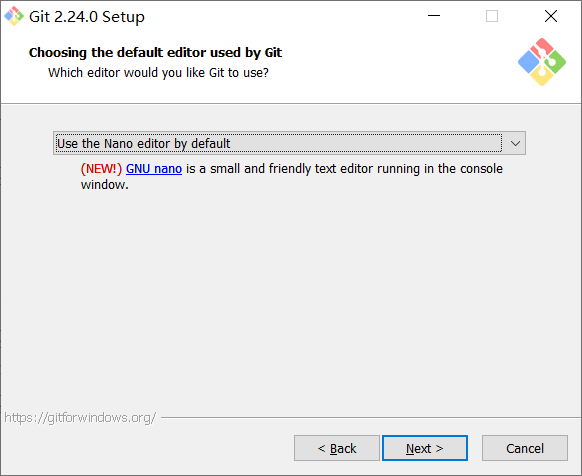 Git 2.24.0 Setup
Choosing the default editor used by Git
Which editor would you like Git to use?
Use the Nano editor by default
(NEW!) GNU nano is a small and friendly text editor running in the console
window.
https://gitforwindows.org/
< Back
Next >
Cancel